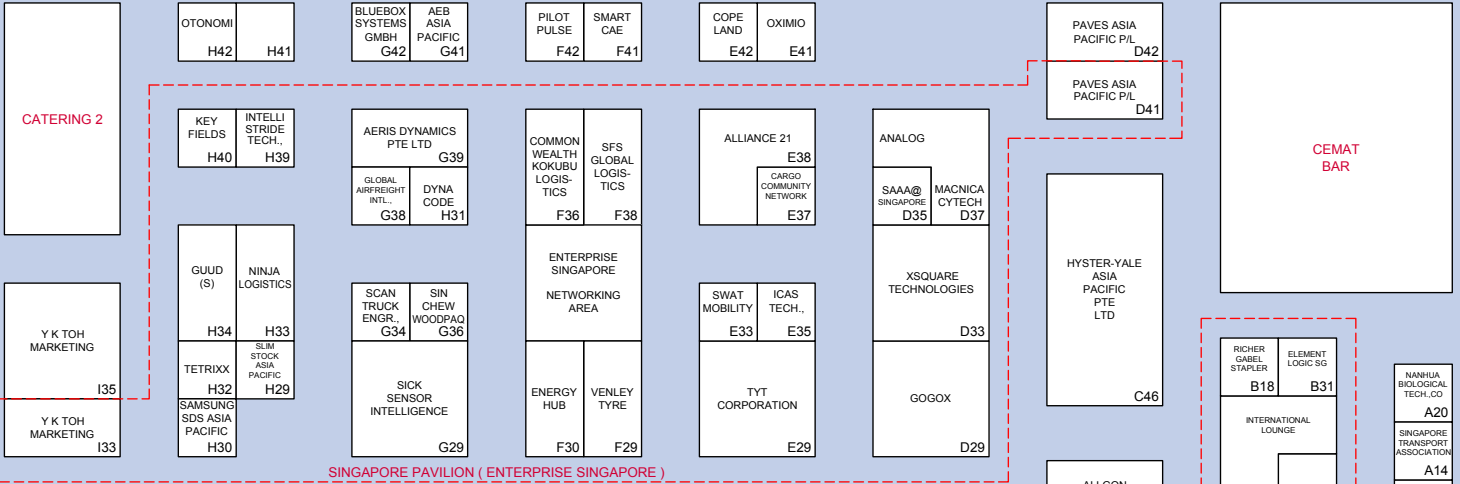 OTONOMI
H42
H41
BLUEBOX
SYSTEMS
GMBH
G42
AEB
ASIA
PACIFIC
G41
PILOT
PULSE
F42
SMART
CAE
F41
COPE
LAND
E42
OXIMIO
E41
PAVES ASIA
PACIFIC P/L
D42
PAVES ASIA
PACIFIC P/L
D41
CATERING 2
CEMAT
BAR
KEY
FIELDS
H40
INTELLI
STRIDE
TECH.,
H39
AERIS DYNAMICS
PTE LTD
G39
GLOBAL
AIRFREIGHT
INTL.,
G38
DYNA
CODE
H31
COMMON
WEALTH
KOKUBU
LOGIS-
TICS
F36
SFS
GLOBAL
LOGIS-
TICS
F38
ALLIANCE 21
E38
CARGO
COMMUNITY
NETWORK
E37
ANALOG
SAAA@
SINGAPORE
D35
MACNICA
CYTECH
D37
GUUD
(S)
H34
NINJA
LOGISTICS
H33
ENTERPRISE
SINGAPORE
NETWORKING
AREA
XSQUARE
TECHNOLOGIES
D33
HYSTER-YALE
ASIA
PACIFIC
PTE
LTD
C46
Y K TOH
MARKETING
I35
SCAN
TRUCK
ENGR.,
G34
SIN
CHEW
WOODPAQ
G36
SWAT
MOBILITY
E33
ICAS
TECH.,
E35
TETRIXX
H32
SLIM
STOCK
ASIA
PACIFIC
H29
SICK
SENSOR
INTELLIGENCE
G29
ENERGY
HUB
F30
VENLEY
TYRE
F29
TYT
CORPORATION
E29
GOGOX
D29
RICHER
GABEL
STAPLER
B18
ELEMENT
LOGIC SG
B31
NANHUA
BIOLOGICAL
TECH.,CO
A20
Y K TOH
MARKETING
I33
SAMSUNG
SDS ASIA
PACIFIC
H30
INTERNATIONAL
LOUNGE
SINGAPORE
TRANSPORT
ASSOCIATION
A14
SINGAPORE PAVILION ( ENTERPRISE SINGAPORE )